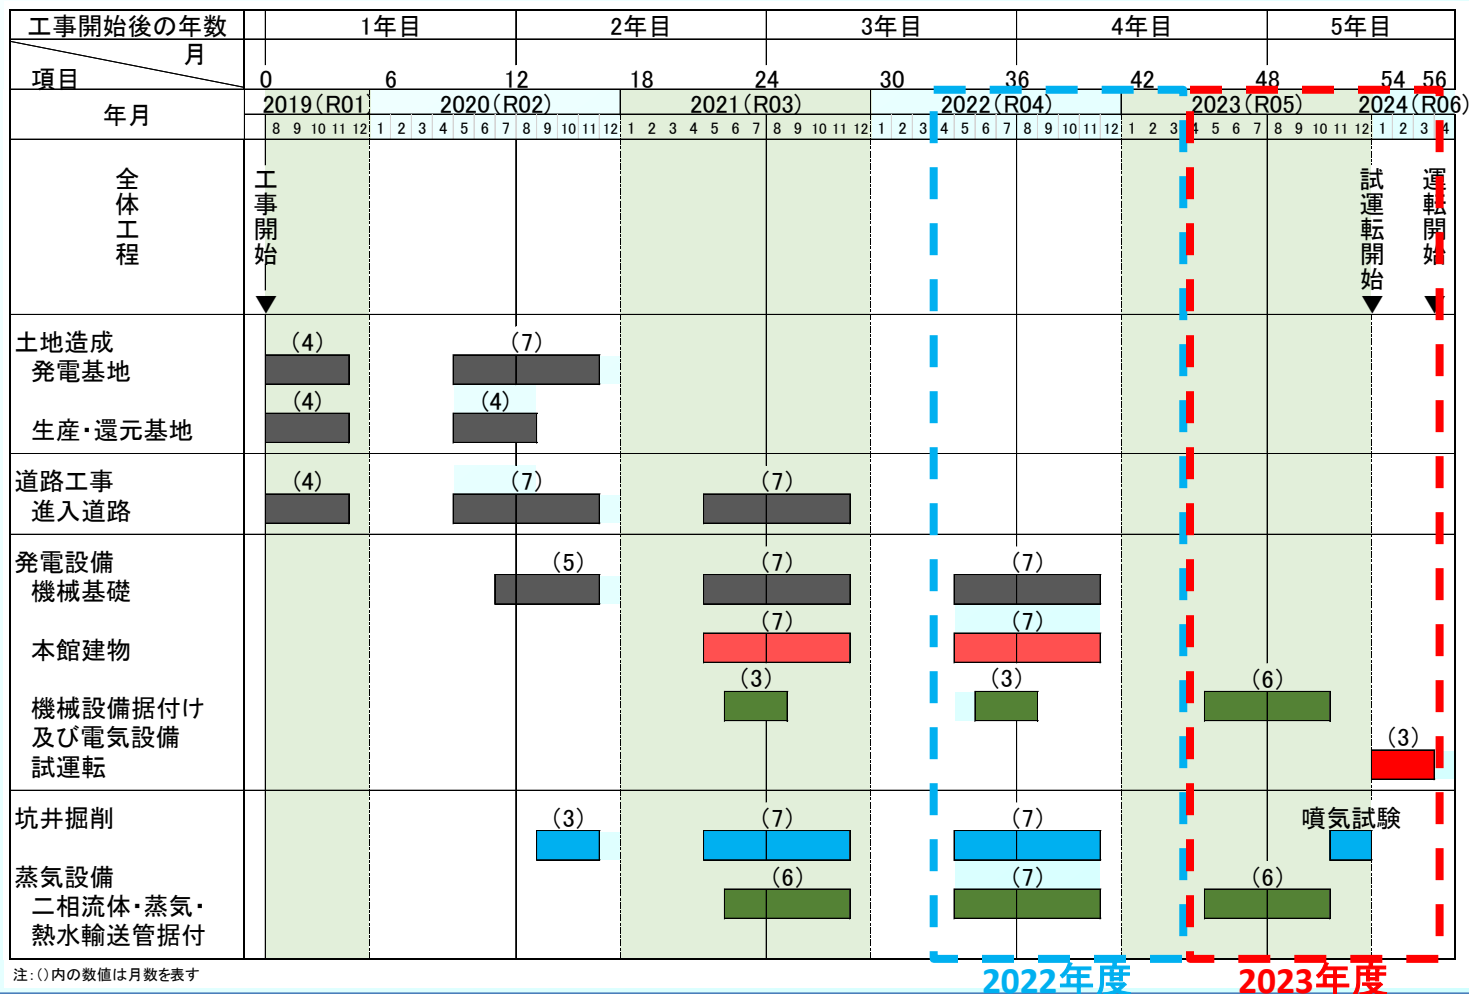 工事開始後の年数 1年目 2年目 3年目 4年目 5年目
月
項目 0 6 12 18 24 30 36 42 48 54 56
年月 2019(R01) 2020(R02) 2021(R03) 2022(R04) 2023(R05) 2024(R06)
8 9 10 11 12 1 2 3 4 5 6 7 8 9 10 11 12 1 2 3 4 5 6 7 8 9 10 11 12 1 2 3 4 5 6 7 8 9 10 11 12 1 2 3 4 5 6 7 8 9 10 11 12 1 2 3 4
全体工程
工事開始
試運転開始
運転開始
土地造成 (4) (7)
発電基地
(4) (4)
生産・還元基地
道路工事 (4) (7) (7)
進入道路
発電設備 (5) (7) (7)
機械基礎
(7) (7)
本館建物
(3) (3) (6)
機械設備据付け
及び電気設備 (3)
試運転
坑井掘削 (3) (7) (7) 噴気試験
蒸気設備 (6) (7) (6)
二相流体・蒸気・
熱水輸送管据付
注:()内の数値は月数を表す
2022年度 2023年度